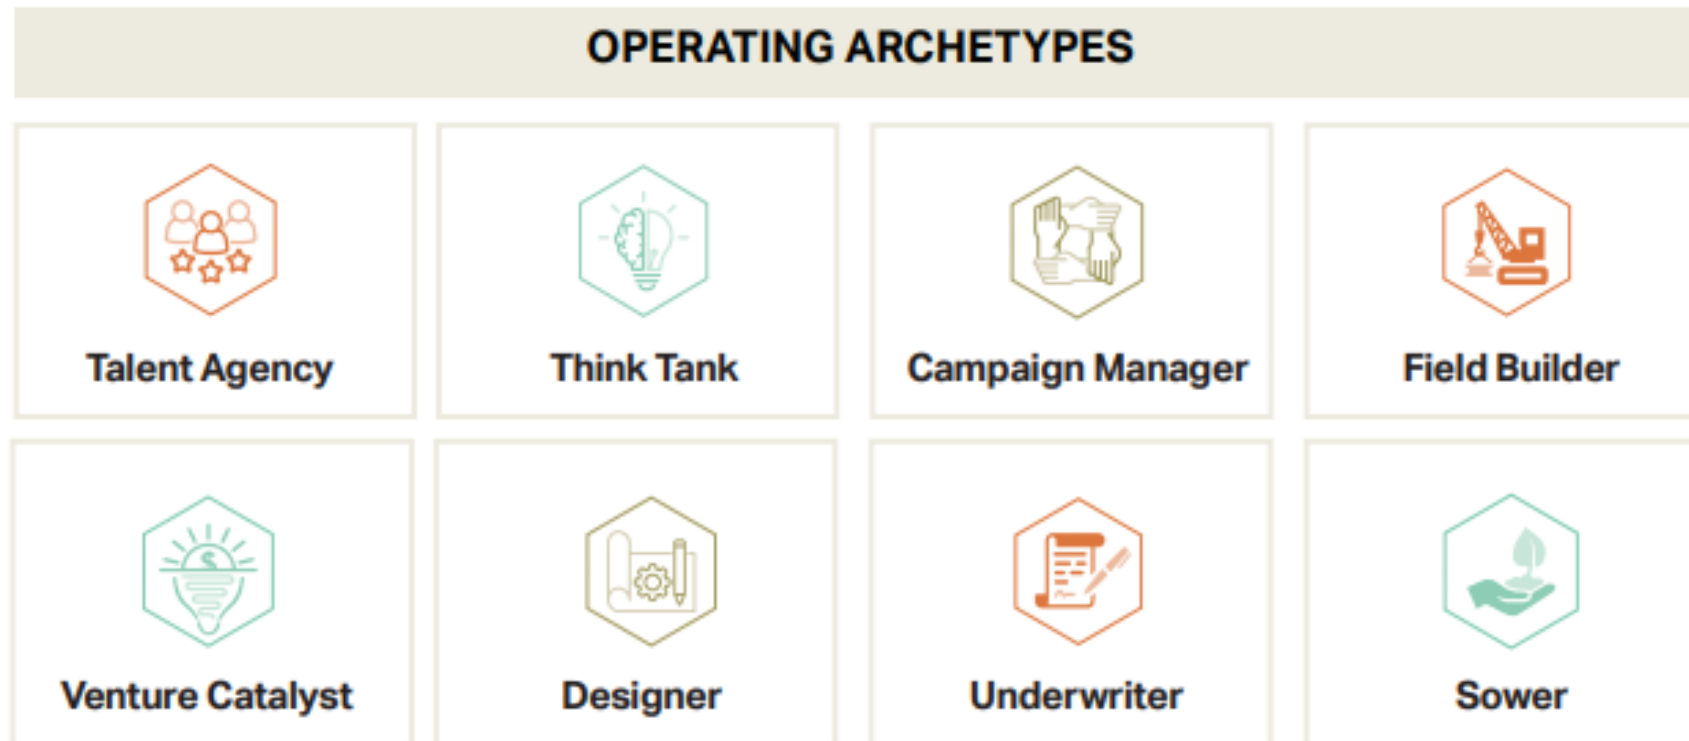 OPERATING ARCHETYPES
Talent Agency
Think Tank
Campaign Manager
Field Builder
Venture Catalyst
Designer
Underwriter
Sower